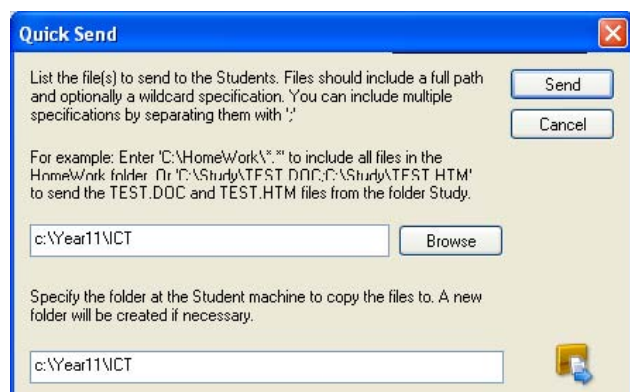 Quick Send
List the file(s) to send to the Students. Files should include a full path
and optionally a wildcard specification. You can include multiple
specifications by separating them with ';'
Send
Cancel
For example: Enter 'C:\HomeWork\*.*' to include all files in the
HomeWork folder. Or 'C:\Study\TEST.DOC;C:\Study\TEST.HTM'
to send the TEST.DOC and TEST.HTM files from the folder Study.
c:\Year11\ICT
Browse
Specify the folder at the Student machine to copy the files to. A new
folder will be created if necessary.
c:\Year11\ICT